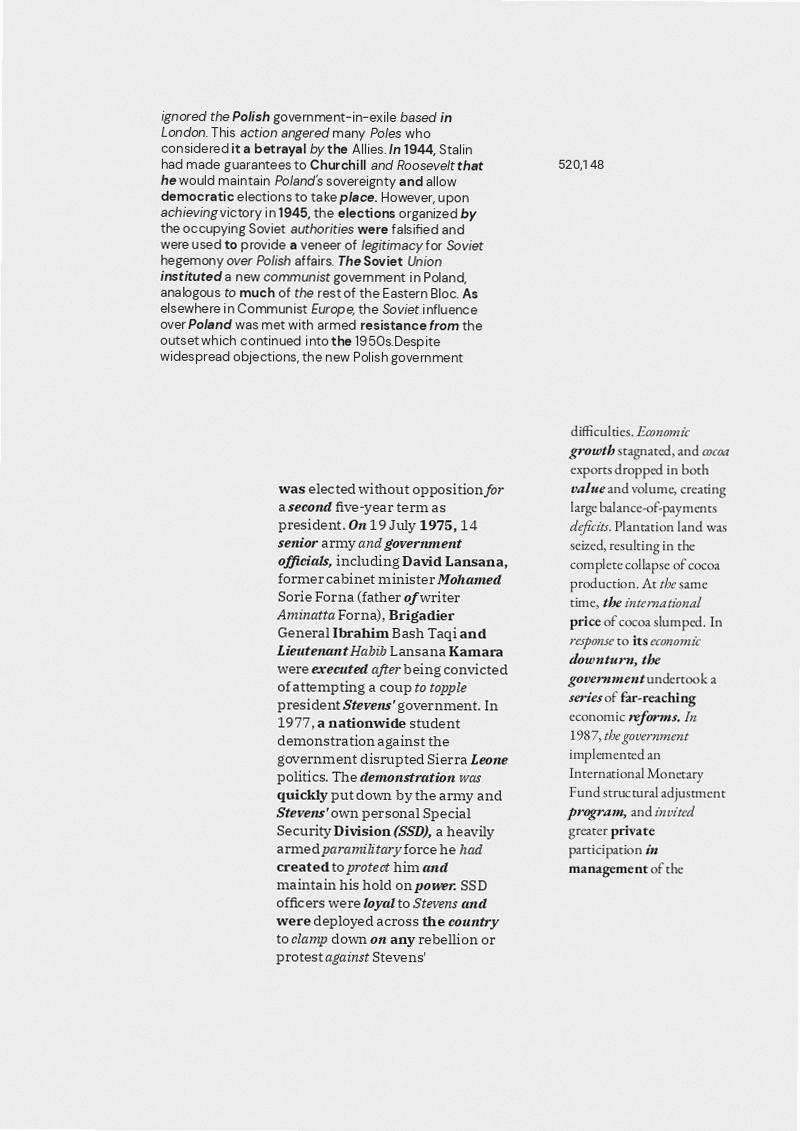 ignored the Polish government-in-exile based in
London. This action angered many Poles who
considered it a betrayal by the Allies. In 1944, Stalin
had made guarantees to Churchill and Roosevelt that
he would maintain Poland's sovereignty and allow
democratic elections to take place. However, upon
achieving victory in 1945, the elections organized by
the occupying Soviet authorities were falsified and
were used to provide a veneer of legitimacy for Soviet
hegemony over Polish affairs. The Soviet Union
instituted a new communist government in Poland,
analogous to much of the rest of the Eastern Bloc. As
elsewhere in Communist Europe, the Soviet influence
over Poland was met with armed resistance from the
outset which continued into the 1950s.Despite
widespread objections, the new Polish government
520,148
was elected without opposition for
a second five-year term as
president. On 19 July 1975, 14
senior army and government
officials, including David Lansana,
former cabinet minister Mohamed
Sorie Forna (father of writer
Aminatta Forna), Brigadier
General Ibrahim Bash Taqi and
Lieutenant Habib Lansana Kamara
were executed after being convicted
of attempting a coup to topple
president Stevens' government. In
1977, a nationwide student
demonstration against the
government disrupted Sierra Leone
politics. The demonstration was
quickly put down by the army and
Stevens' own personal Special
Security Division (SSD), a heavily
armed paramilitary force he had
created to protect him and
maintain his hold on power. SSD
officers were loyal to Stevens and
were deployed across the country
to clamp down on any rebellion or
protest against Stevens'
difficulties. Economic
growth stagnated, and cocoa
exports dropped in both
value and volume, creating
large balance-of-payments
deficits. Plantation land was
seized, resulting in the
complete collapse of cocoa
production. At the same
time, the international
price of cocoa slumped. In
response to its economic
downturn, the
government undertook a
series of far-reaching
economic reforms. In
1987, the government
implemented an
International Monetary
Fund structural adjustment
program, and invited
greater private
participation in
management of the